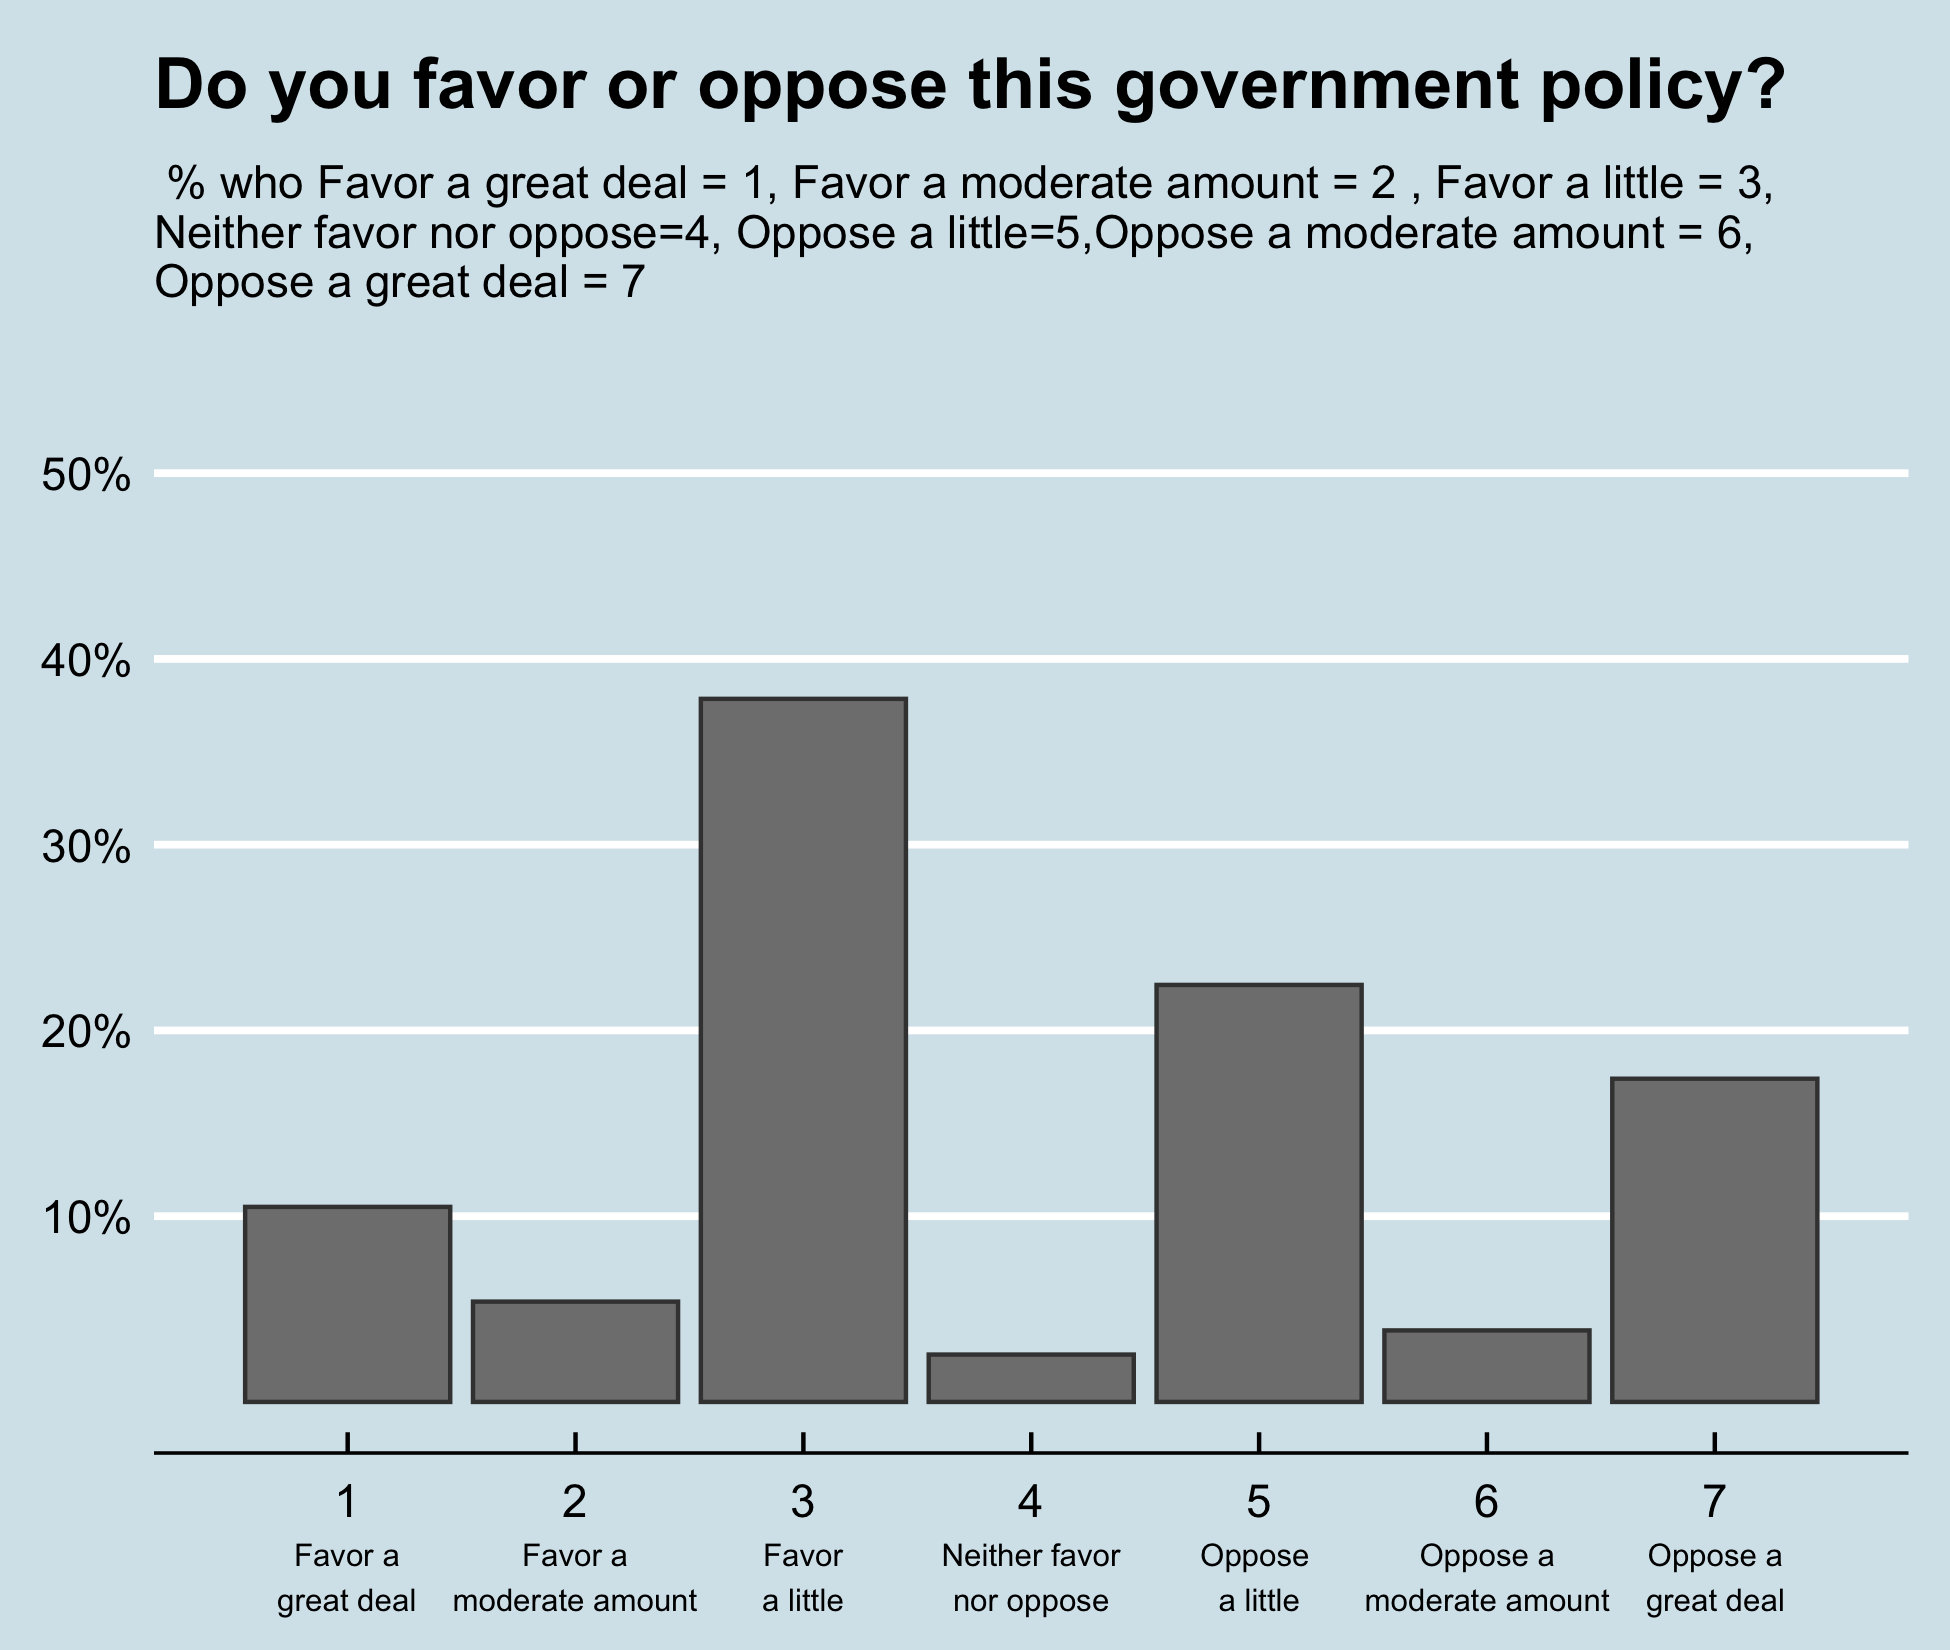 Do you favor or oppose this government policy?
% who Favor a great deal = 1, Favor a moderate amount = 2 , Favor a little = 3,
Neither favor nor oppose=4, Oppose a little=5,Oppose a moderate amount = 6,
Oppose a great deal = 7
50%
40%
30%
20%
10%
1 2 3 4 5 6 7
Favor a Favor a Favor Neither favor Oppose Oppose a Oppose a
great deal moderate amount a little nor oppose a little moderate amount great deal